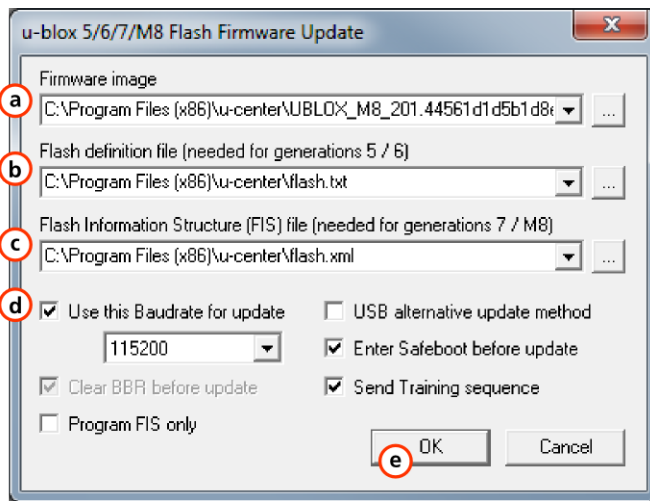 u-blox 5/6/7/M8 Flash Firmware Update
Firmware image
a
C:\Program Files (x86)\u-center\UBLOX_M8_201.44561d1d5b1d8e
...
Flash definition file (needed for generations 5 / 6)
b
C:\Program Files (x86)\u-center\flash.txt
...
Flash Information Structure (FIS) file (needed for generations 7 / M8)
c
C:\Program Files (x86)\u-center\flash.xml
...
d
Use this Baudrate for update
USB alternative update method
115200
Enter Safeboot before update
Clear BBR before update
Send Training sequence
Program FIS only
e
OK
Cancel